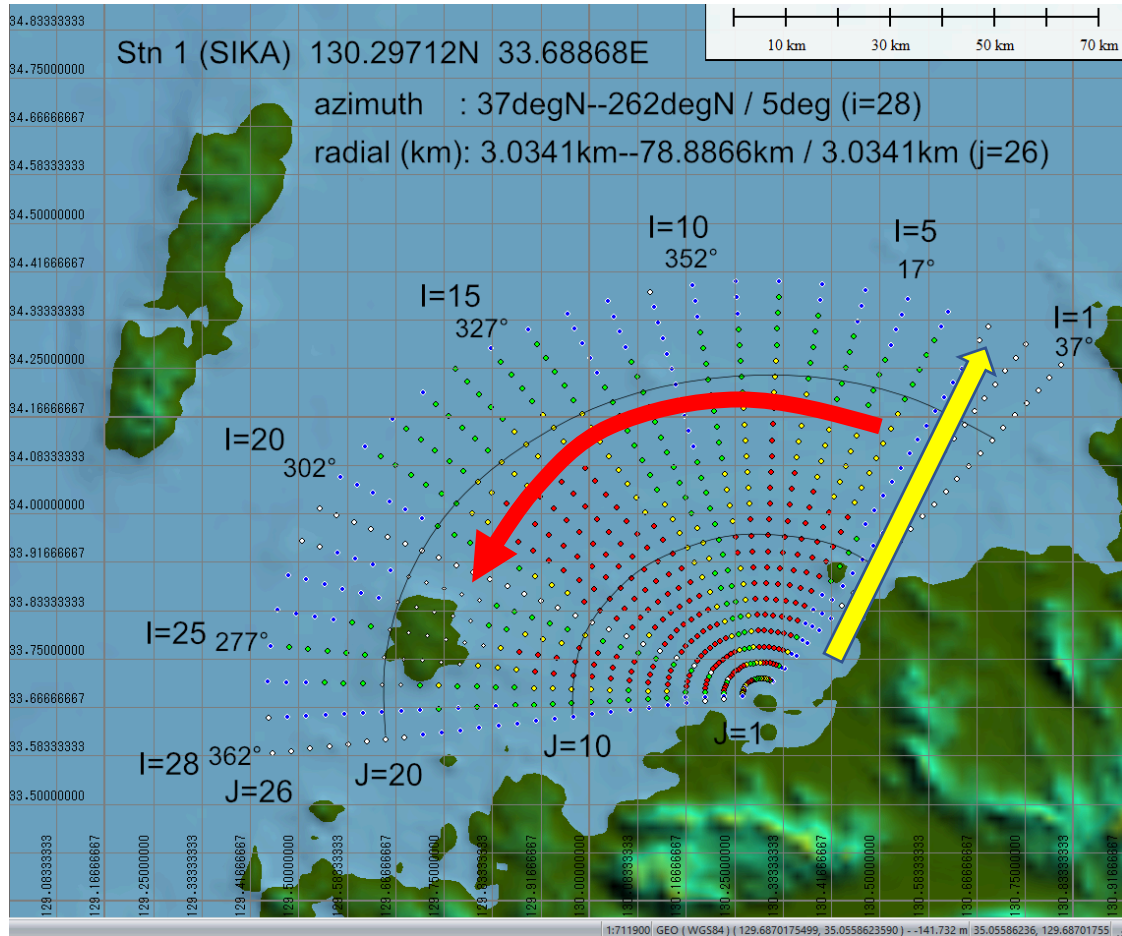 34.83333333
10 km 30 km 50 km 70 km
Stn 1 (SIKA) 130.29712N 33.68868E
34.75000000
azimuth : 37degN--262degN / 5deg (i=28)
34.66666667
radial (km): 3.0341km--78.8866km / 3.0341km (j=26)
34.58333333
34.50000000
I=10
352°
I=5
17°
34.41666667
I=15
327°
34.33333333
I=1
37°
34.25000000
34.16666667
I=20
302°
34.08333333
34.00000000
33.91666667
33.83333333
I=25 277°
33.75000000
33.66666667
J=10
J=1
33.58333333
I=28 362°
J=20
J=26
33.50000000
129.08333333
129.16666667
129.25000000
129.33333333
129.41666667
129.50000000
129.58333333
129.66666667
129.75000000
129.83333333
129.91666667
130.00000000
130.08333333
130.16666667
130.25000000
130.33333333
130.41666667
130.50000000
130.58333333
130.66666667
130.75000000
130.83333333
130.91666667
1:711900 GEO ( WGS84 ) ( 129.6870175499, 35.0558623590 ) - -141.732 m 35.05586236, 129.68701755